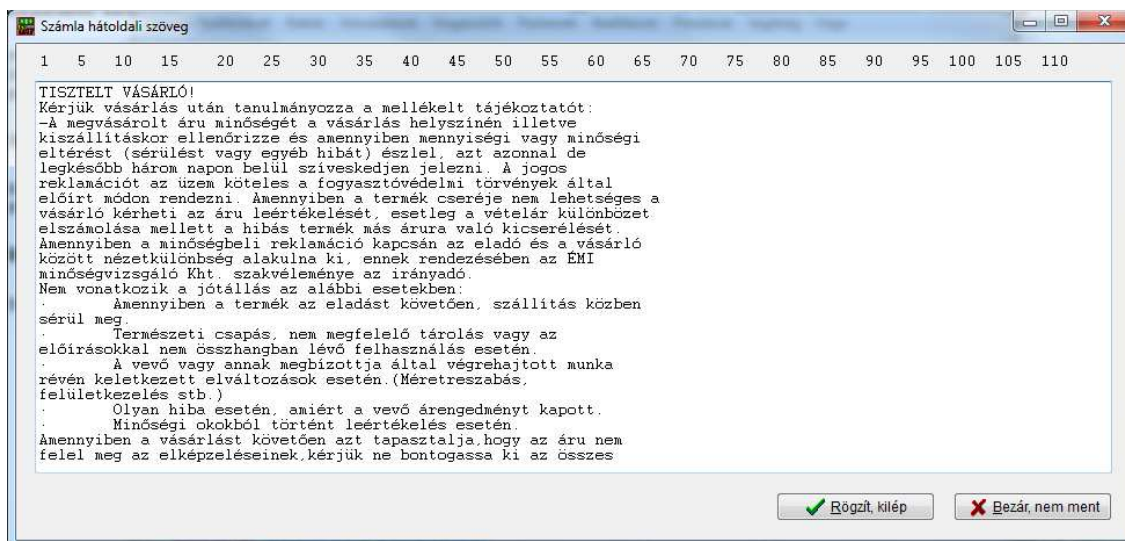 Számla hátoldali szöveg
1 5 10 15 20 25 30 35 40 45 50 55 60 65 70 75 80 85 90 95 100 105 110
TISZTELT VÁSÁRLÓ!
Kérjük vásárlás után tanulmányozza a mellékelt tájékoztatót:
-A megvásárolt áru minőségét a vásárlás helyszínén illetve
kiszállításkor ellenőrizze és amennyiben mennyiségi vagy minőségi
eltérést (sérülést vagy egyéb hibát) észlel, azt azonnal de
legkésőbb három napon belül szíveskedjen jelezni. A jogos
reklamációt az üzem köteles a fogyasztóvédelmi törvények által
előírt módon rendezni. Amennyiben a termék cseréje nem lehetséges a
vásárló kérheti az áru leértékelését, esetleg a vételár különbözet
elszámolása mellett a hibás termék más árura való kicserélését.
Amennyiben a minőségbeli reklamáció kapcsán az eladó és a vásárló
között nézetkülönbség alakulna ki, ennek rendezésében az ÉMI
minőségvizsgáló Kht. szakvéleménye az irányadó.
Nem vonatkozik a jótállás az alábbi esetekben:
· Amennyiben a termék az eladást követően, szállítás közben
sérül meg.
· Természeti csapás, nem megfelelő tárolás vagy az
előírásokkal nem összhangban lévő felhasználás esetén.
· A vevő vagy annak megbízottja által végrehajtott munka
révén keletkezett elváltozások esetén.(Méretreszabás,
felületkezelés stb.)
· Olyan hiba esetén, amiért a vevő árengedményt kapott.
· Minőségi okokból történt leértékelés esetén.
Amennyiben a vásárlást követően azt tapasztalja,hogy az áru nem
felel meg az elképzeléseinek,kérjük ne bontogassa ki az összes
Rögzít, kilép
Bezár, nem ment